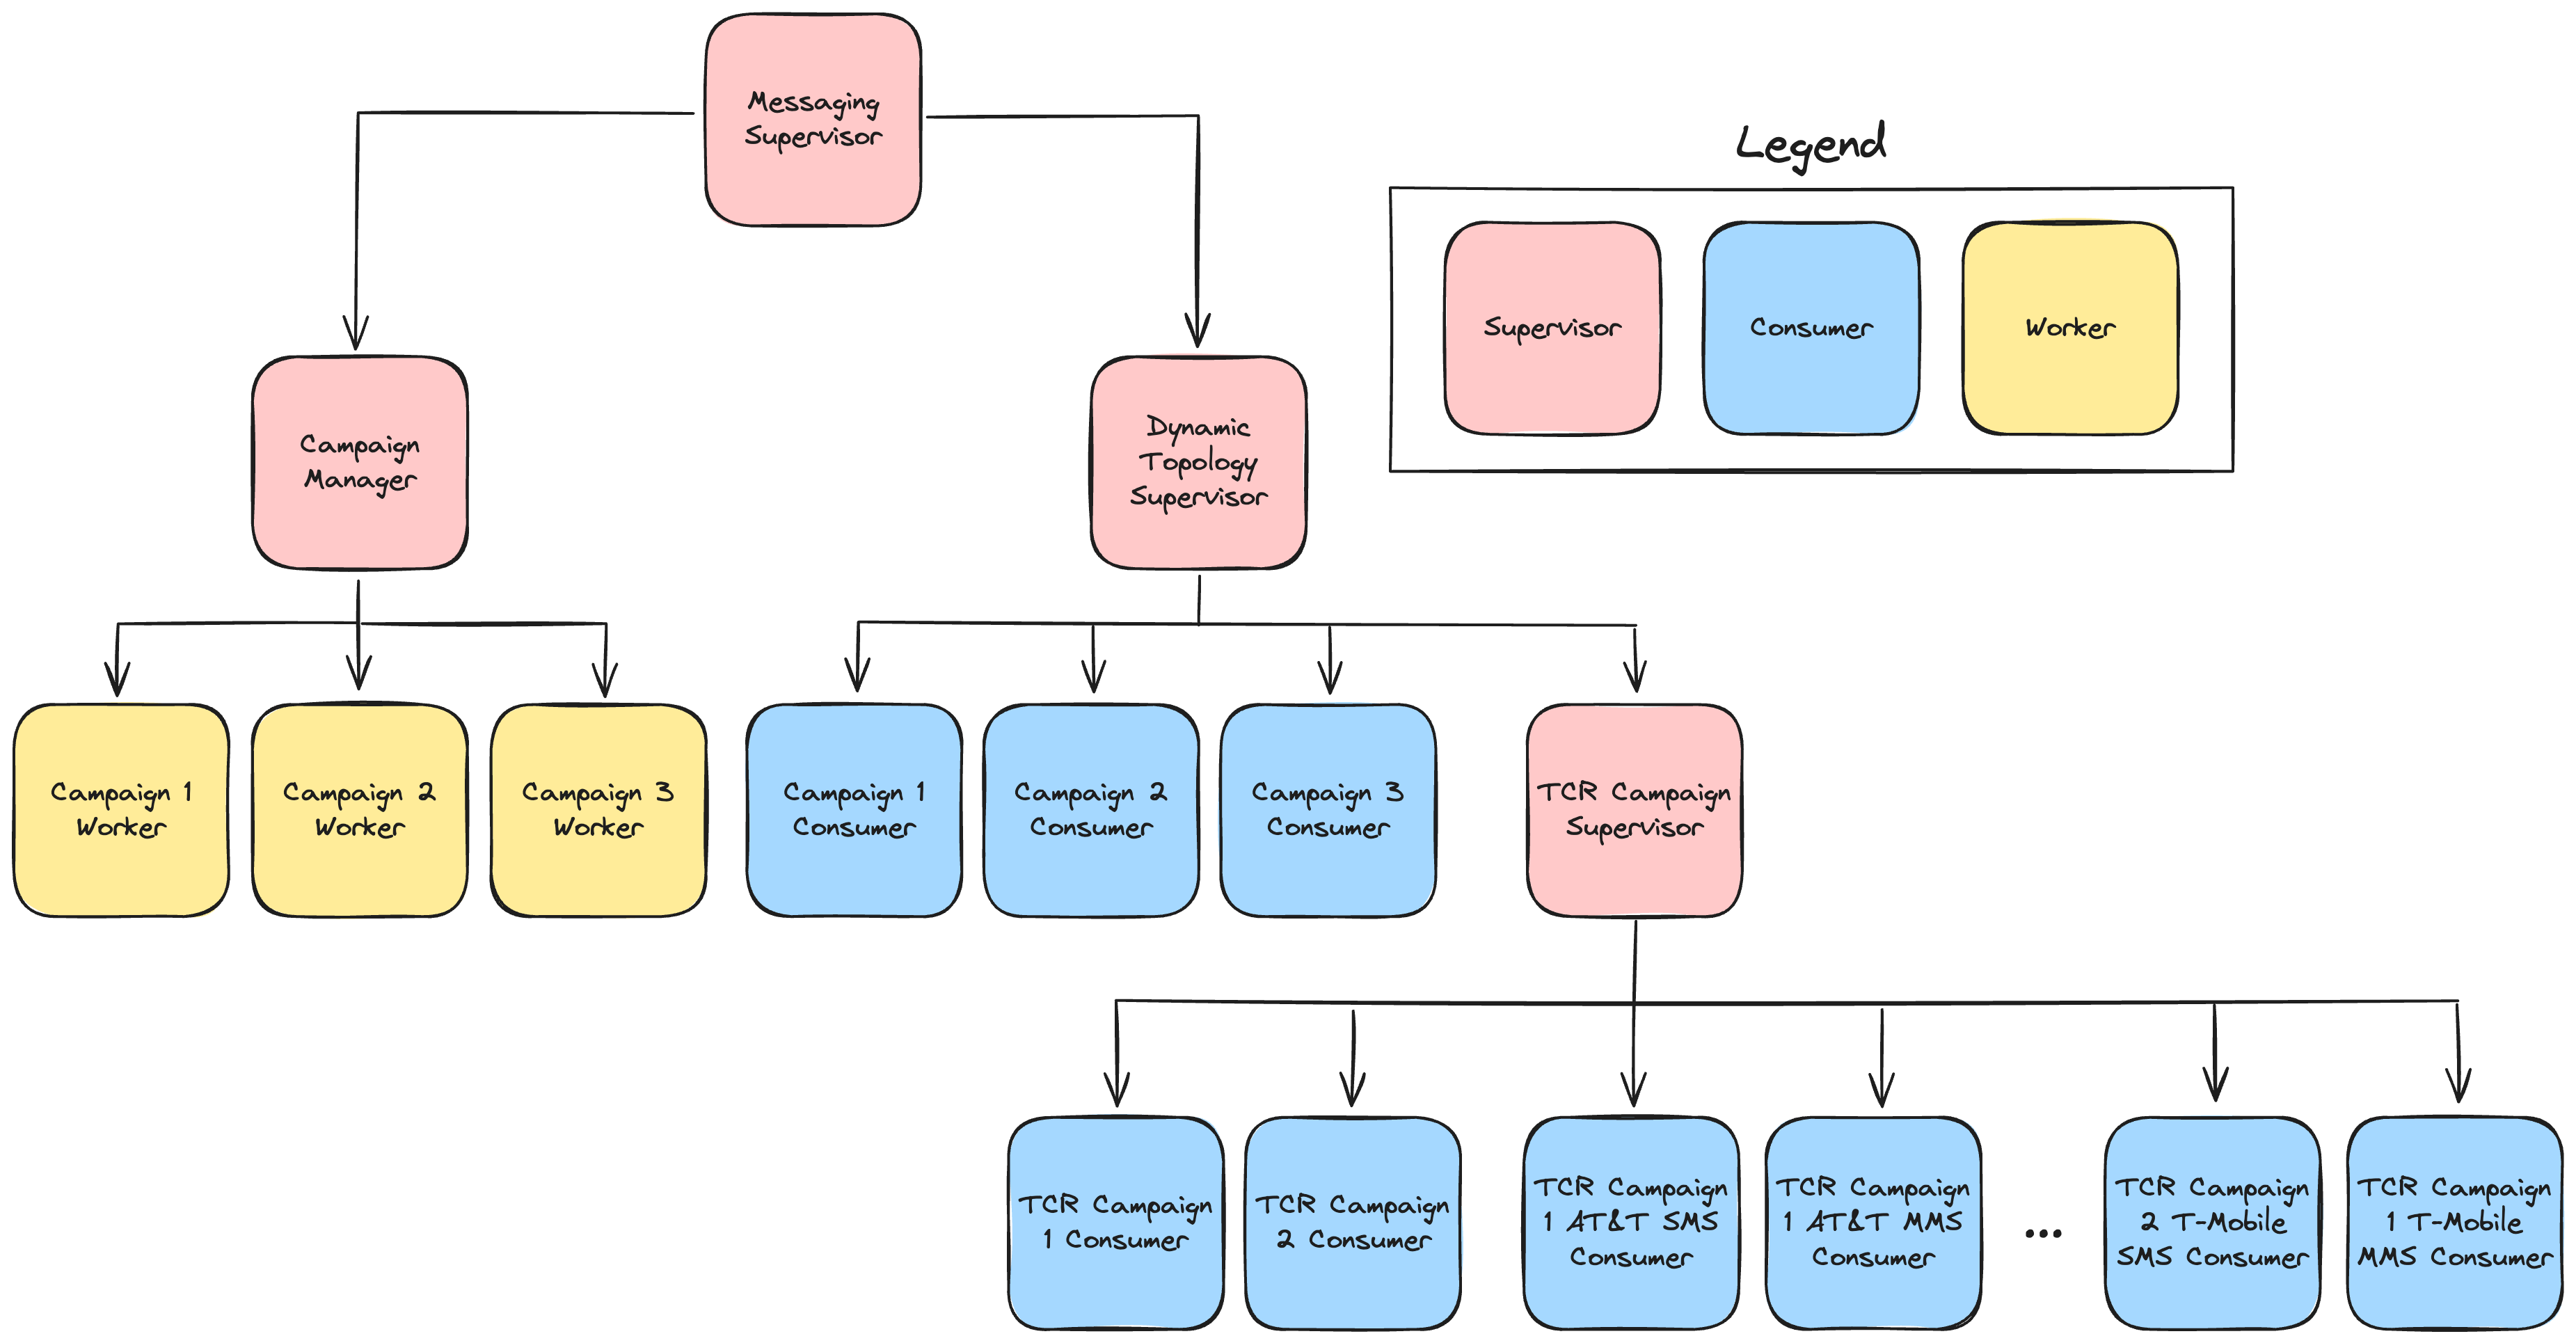 Messaging
Supervisor
Legend
Supervisor
Consumer
Worker
Campaign
Manager
Dynamic
Topology
Supervisor
Campaign 1
Worker
Campaign 2
Worker
Campaign 3
Worker
Campaign 1
Consumer
Campaign 2
Consumer
Campaign 3
Consumer
TCR Campaign
Supervisor
TCR Campaign
1 Consumer
TCR Campaign
2 Consumer
TCR Campaign
1 AT&T SMS
Consumer
TCR Campaign
1 AT&T MMS
Consumer
...
TCR Campaign
2 T-Mobile
SMS Consumer
TCR Campaign
1 T-Mobile
MMS Consumer